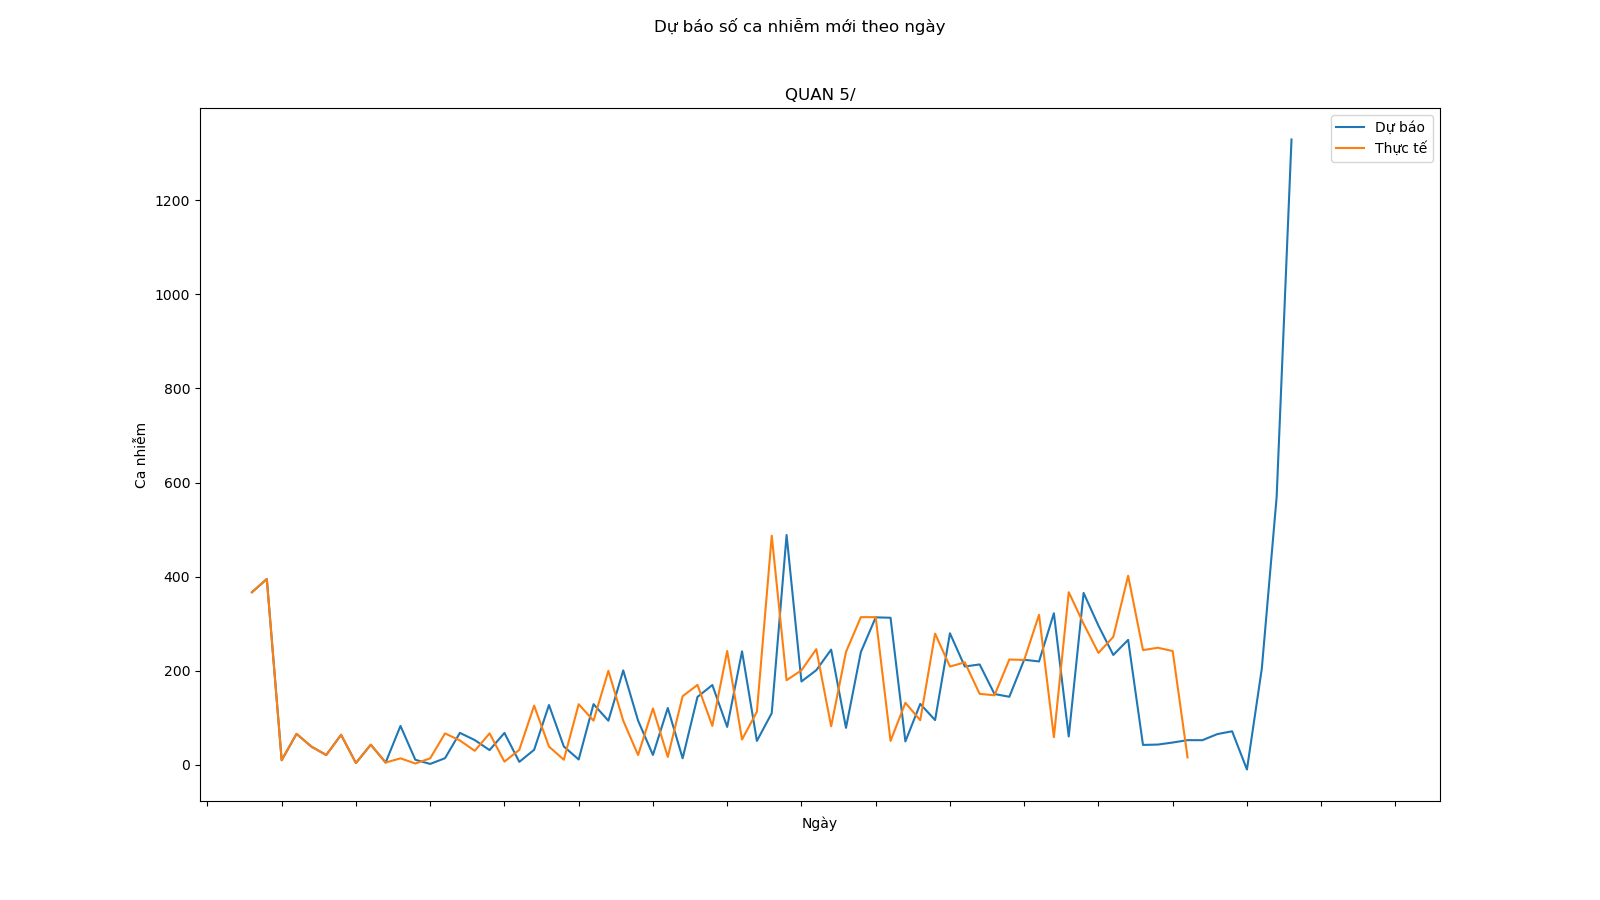 Dự báo số ca nhiễm mới theo ngày
QUAN 5/
Dự báo
Thực tế
1200
1000
800
600
400
200
0
Ca nhiễm
Ngày